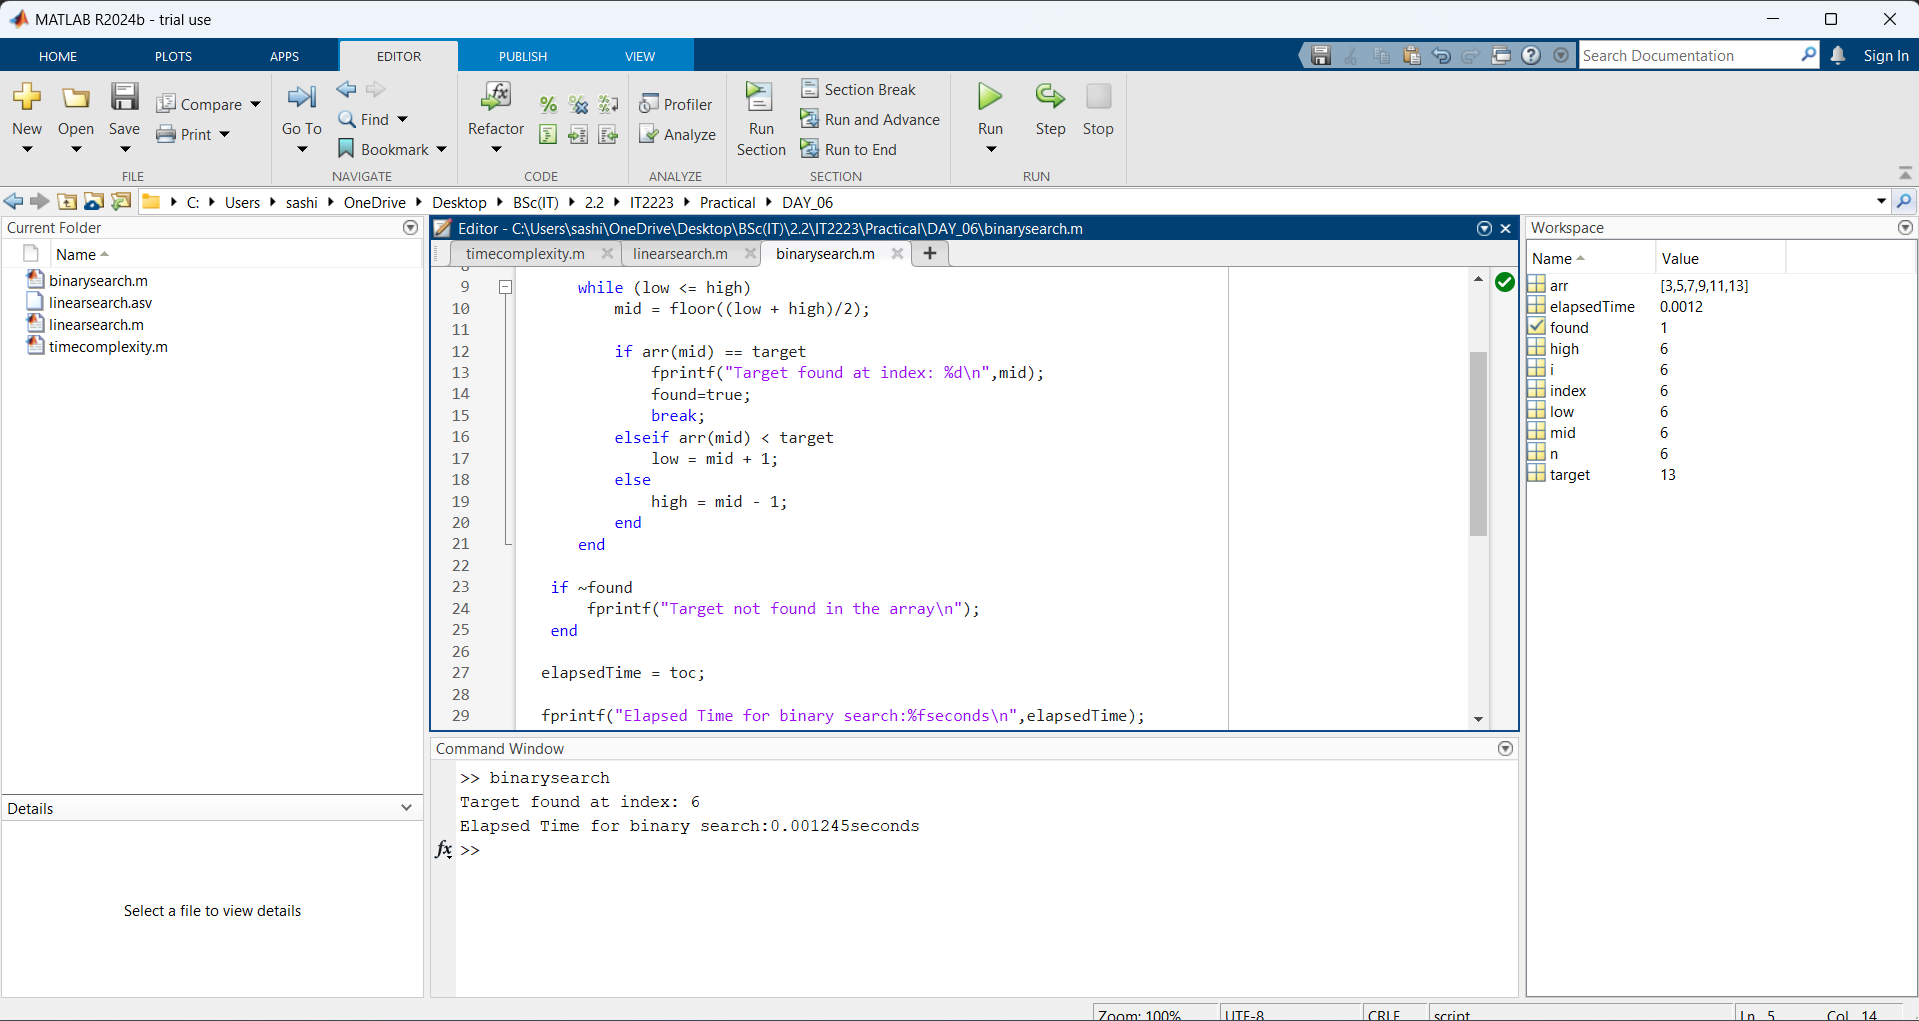 MATLAB R2024b - trial use
HOME PLOTS APPS EDITOR PUBLISH VIEW
Search Documentation
Sign In
New
Open
Save
Compare
Print
FILE
Go To
Find
Bookmark
NAVIGATE
Refactor
CODE
Profiler
Analyze
ANALYZE
Run Section
Section Break
Run and Advance
Run to End
SECTION
Run
Step
Stop
RUN
C: Users sashi OneDrive Desktop BSc(IT) 2.2 IT2223 Practical DAY_06
Current Folder
Name
binarysearch.m
linearsearch.asv
linearsearch.m
timecomplexity.m
Details
Select a file to view details
Editor - C:\Users\sashi\OneDrive\Desktop\BSc(IT)\2.2\IT2223\Practical\DAY_06\binarysearch.m
timecomplexity.m linearsearch.m binarysearch.m
8
9 while (low <= high)
10 mid = floor((low + high)/2);
11
12 if arr(mid) == target
13 fprintf("Target found at index: %d\n",mid);
14 found=true;
15 break;
16 elseif arr(mid) < target
17 low = mid + 1;
18 else
19 high = mid - 1;
20 end
21 end
22
23 if ~found
24 fprintf("Target not found in the array\n");
25 end
26
27 elapsedTime = toc;
28
29 fprintf("Elapsed Time for binary search:%fseconds\n",elapsedTime);
Command Window
>> binarysearch
Target found at index: 6
Elapsed Time for binary search:0.001245seconds
fx >>
Workspace
Name Value
arr [3,5,7,9,11,13]
elapsedTime 0.0012
found 1
high 6
i 6
index 6
low 6
mid 6
n 6
target 13
Zoom: 100% UTF-8 CRLF script Ln 5 Col 14